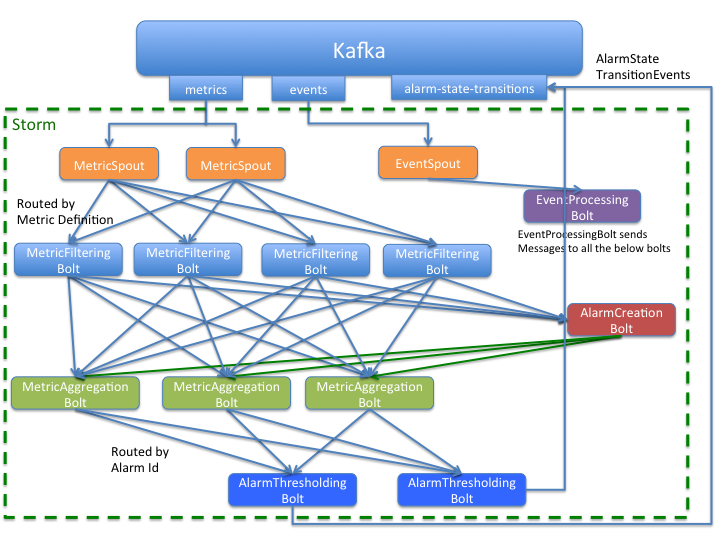 Kafka
AlarmState
TransitionEvents
metrics
events
alarm-state-transitions
Storm
MetricSpout
MetricSpout
EventSpout
Routed by
Metric Definition
EventProcessing
Bolt
EventProcessingBolt sends
Messages to all the below bolts
MetricFiltering
Bolt
MetricFiltering
Bolt
MetricFiltering
Bolt
MetricFiltering
Bolt
AlarmCreation
Bolt
MetricAggregation
Bolt
MetricAggregation
Bolt
MetricAggregation
Bolt
Routed by
Alarm Id
AlarmThresholding
Bolt
AlarmThresholding
Bolt